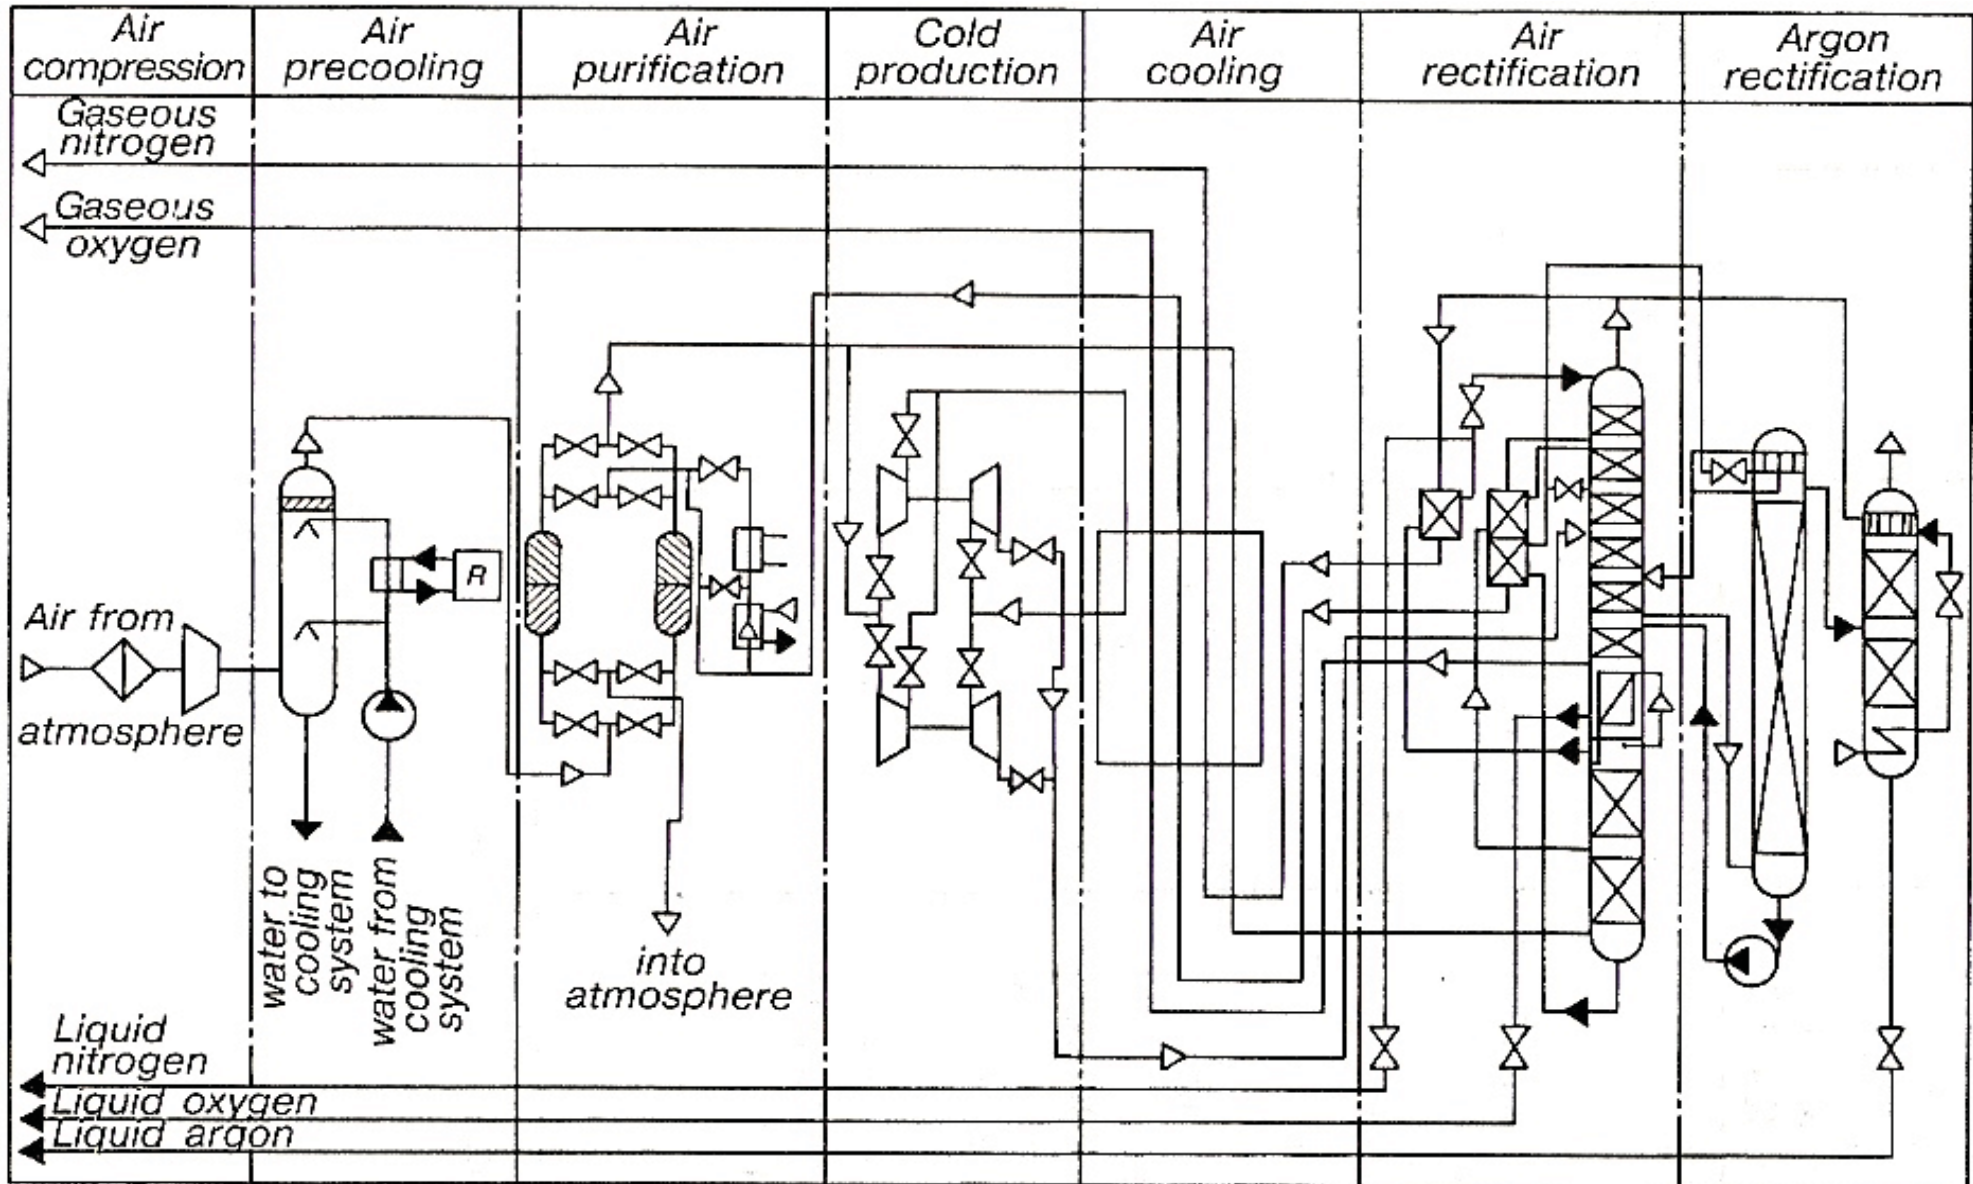 Air
compression
Air
precooling
Air
purification
Cold
production
Air
cooling
Air
rectification
Argon
rectification
Gaseous
nitrogen
Gaseous
oxygen
R
Air from
atmosphere
water to
cooling
system
water from
cooling
system
into
atmosphere
Liquid
nitrogen
Liquid oxygen
Liquid argon